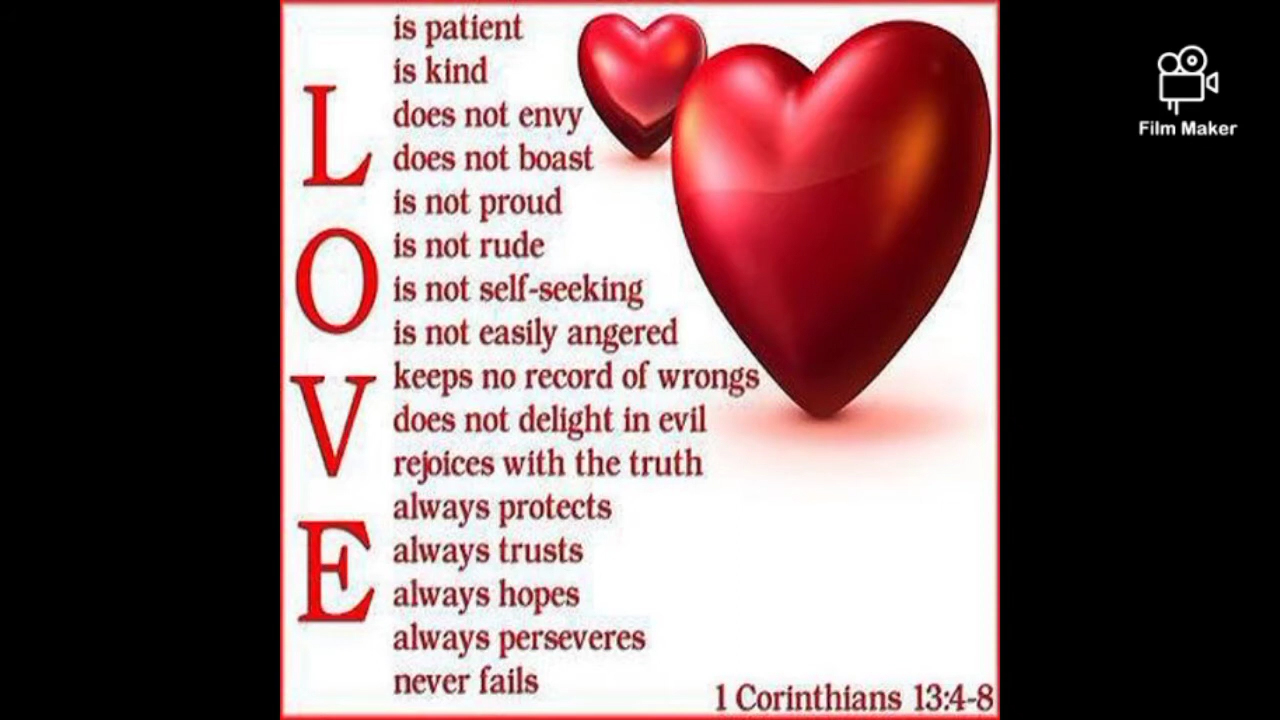 LOVE
is patient
is kind
does not envy
does not boast
is not proud
is not rude
is not self-seeking
is not easily angered
keeps no record of wrongs
does not delight in evil
rejoices with the truth
always protects
always trusts
always hopes
always perseveres
never fails
1 Corinthians 13:4-8
Film Maker